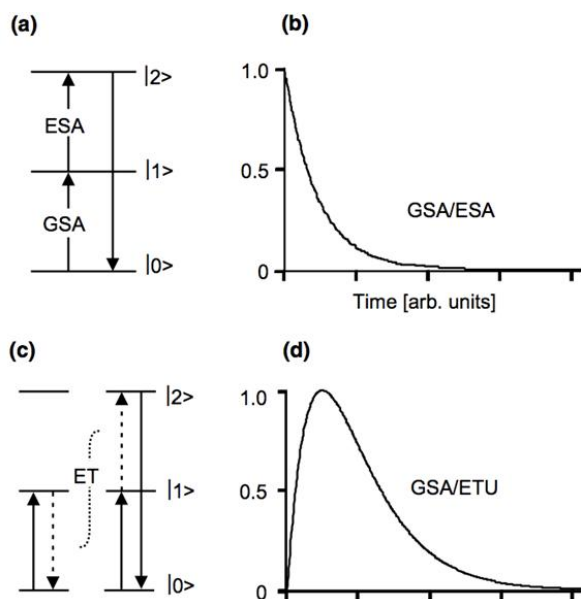 (a)
|2>
ESA
|1>
GSA
|0>
(b)
1.0
0.5
GSA/ESA
0
Time [arb. units]
(c)
|2>
ET
|1>
|0>
(d)
1.0
0.5
GSA/ETU
0